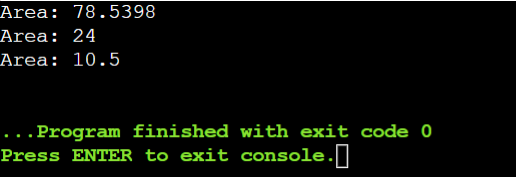 Area: 78.5398
Area: 24
Area: 10.5
...Program finished with exit code 0
Press ENTER to exit console.